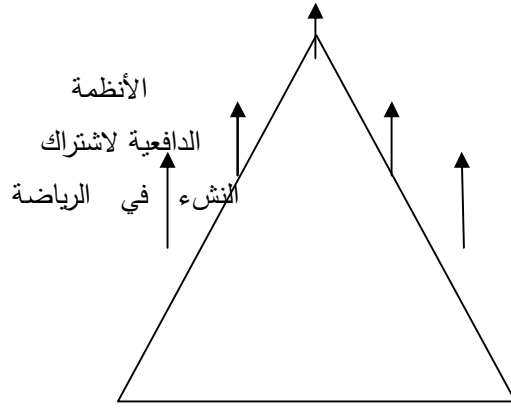 الأنظمة
الدافعية لاشتراك
النشء في الرياضة